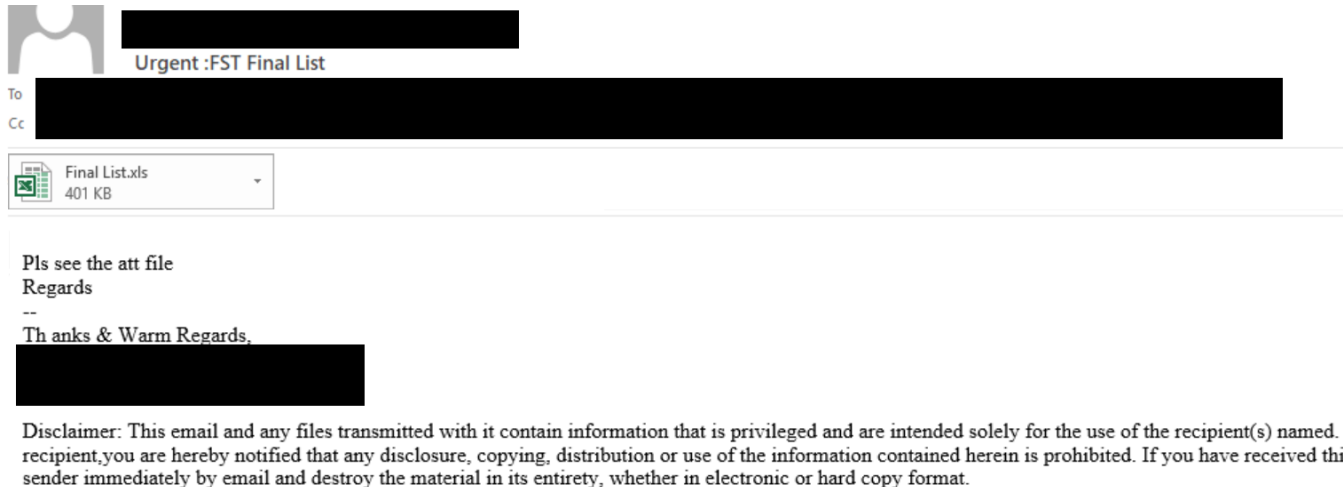 Urgent :FST Final List
To
Cc
Final List.xls
401 KB
Pls see the att file
Regards
--
Th anks & Warm Regards,
Disclaimer: This email and any files transmitted with it contain information that is privileged and are intended solely for the use of the recipient(s) named.
recipient,you are hereby notified that any disclosure, copying, distribution or use of the information contained herein is prohibited. If you have received thi
sender immediately by email and destroy the material in its entirety, whether in electronic or hard copy format.